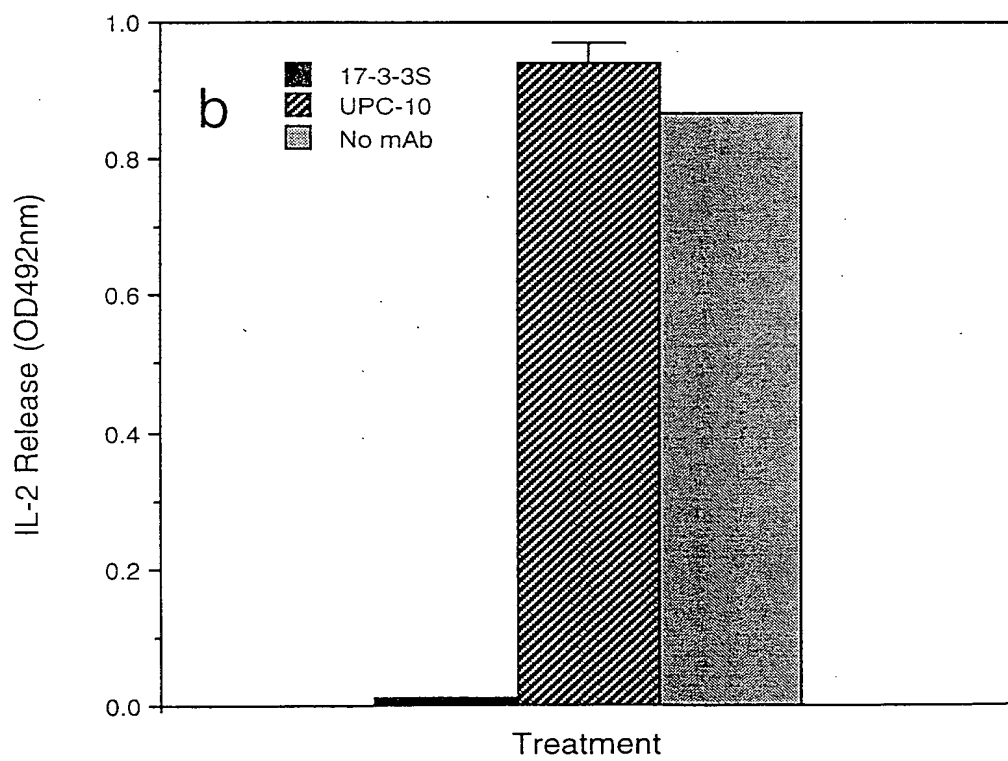 1.0
0.8
0.6
0.4
0.2
0.0
IL-2 Release (OD492nm)
b
17-3-3S
UPC-10
No mAb
Treatment